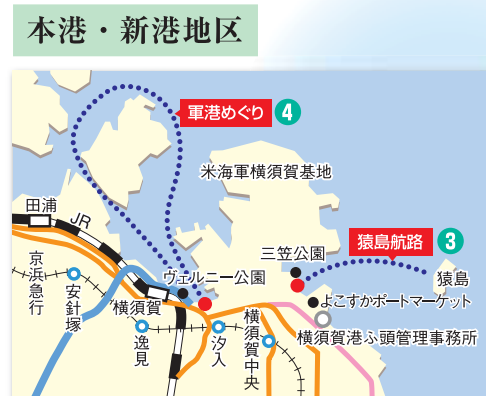 本港・新港地区
軍港めぐり 4
米海軍横須賀基地
田浦
JR
猿島航路 3
三笠公園
猿島
京浜急行
安針塚
ヴェルニー公園
横須賀
よこすかポートマーケット
逸見
汐入
横須賀中央
横須賀港ふ頭管理事務所